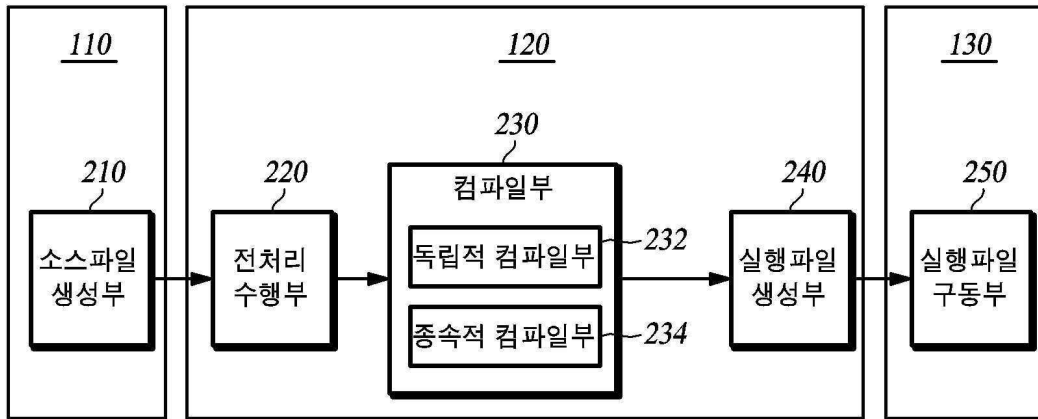 110
120
130
210
220
230
240
250
소스파일
생성부
전처리
수행부
컴파일부
독립적 컴파일부
232
종속적 컴파일부
234
실행파일
생성부
실행파일
구동부